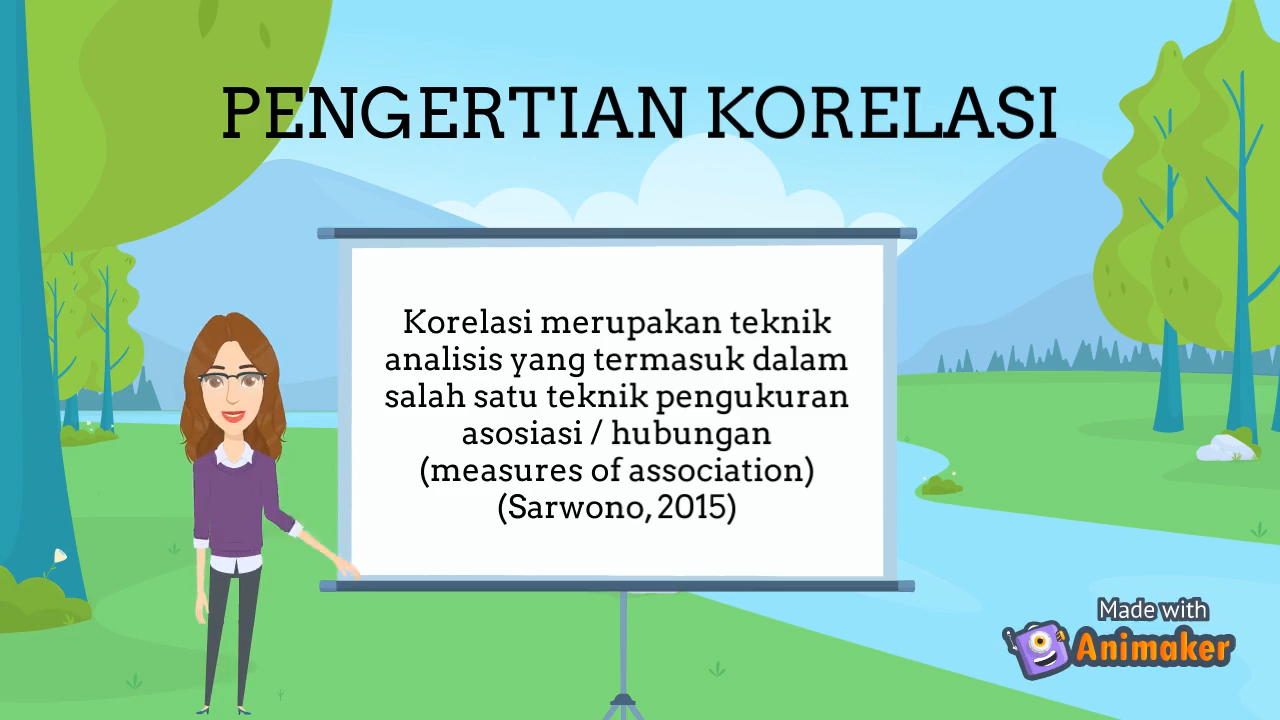 PENGERTIAN KORELASI
Korelasi merupakan teknik
analisis yang termasuk dalam
salah satu teknik pengukuran
asosiasi / hubungan
(measures of association)
(Sarwono, 2015)
Made with
Animaker